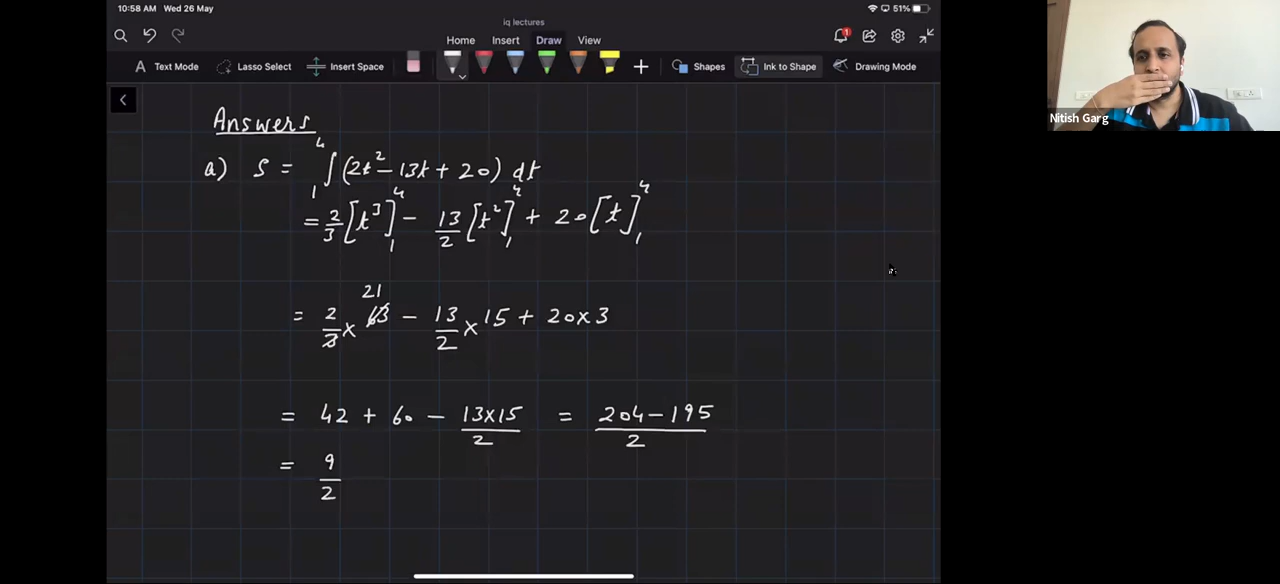 10:58 AM Wed 26 May
51%
iq lectures
Home Insert Draw View
1
Text Mode Lasso Select Insert Space Shapes Ink to Shape Drawing Mode
Nitish Garg
Answers
a) S = ∫₁⁴ (2t² - 13t + 20) dt
= 2/3 [t³]₁⁴ - 13/2 [t²]₁⁴ + 20 [t]₁⁴
21
= 2/3 × 63 - 13/2 × 15 + 20 × 3
= 42 + 60 - 13×15/2 = 204 - 195/2
= 9/2